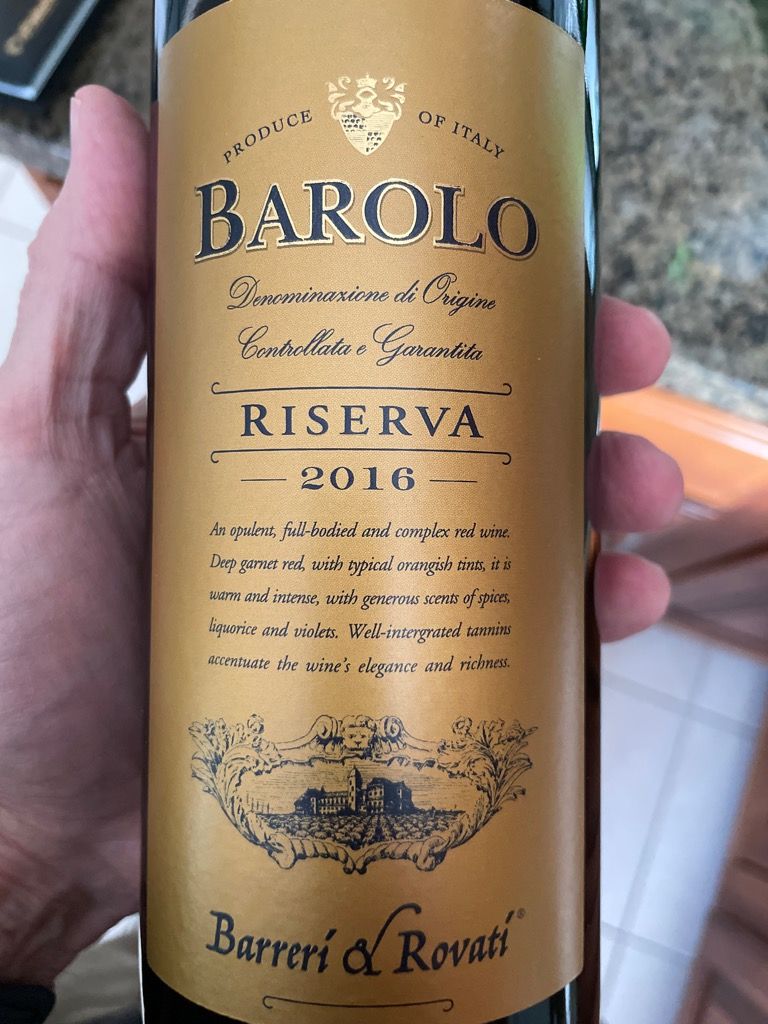 PRODUCE OF ITALY
BAROLO
Denominazione di Origine
Controllata e Garantita
RISERVA
2016
An opulent, full-bodied and complex red wine.
Deep garnet red, with typical orangish tints, it is
warm and intense, with generous scents of spices,
liquorice and violets. Well-intergrated tannins
accentuate the wine's elegance and richness.
Barreri & Rovati®